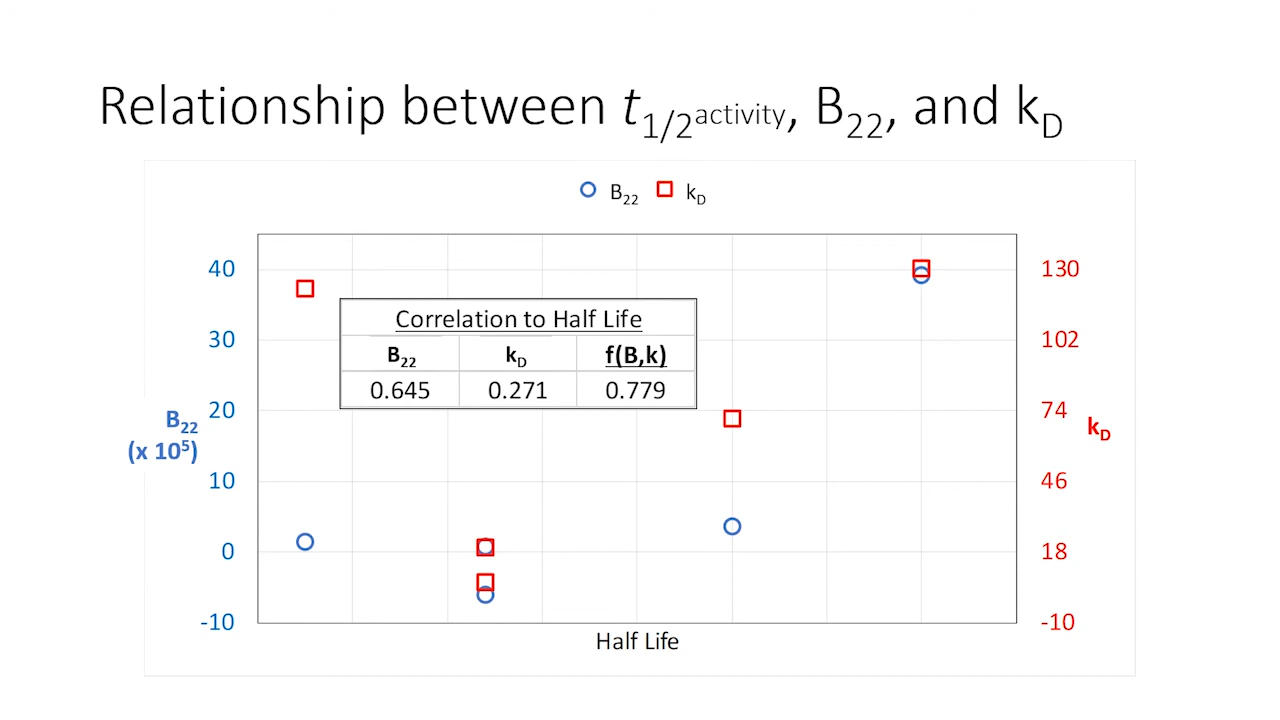 Relationship between t1/2activity, B22, and kD
B22 kD
40 130
Correlation to Half Life
30 102
B22 kD f(B,k)
0.645 0.271 0.779
20 74
B22 kD
(x 10⁵)
10 46
0 18
-10 -10
Half Life